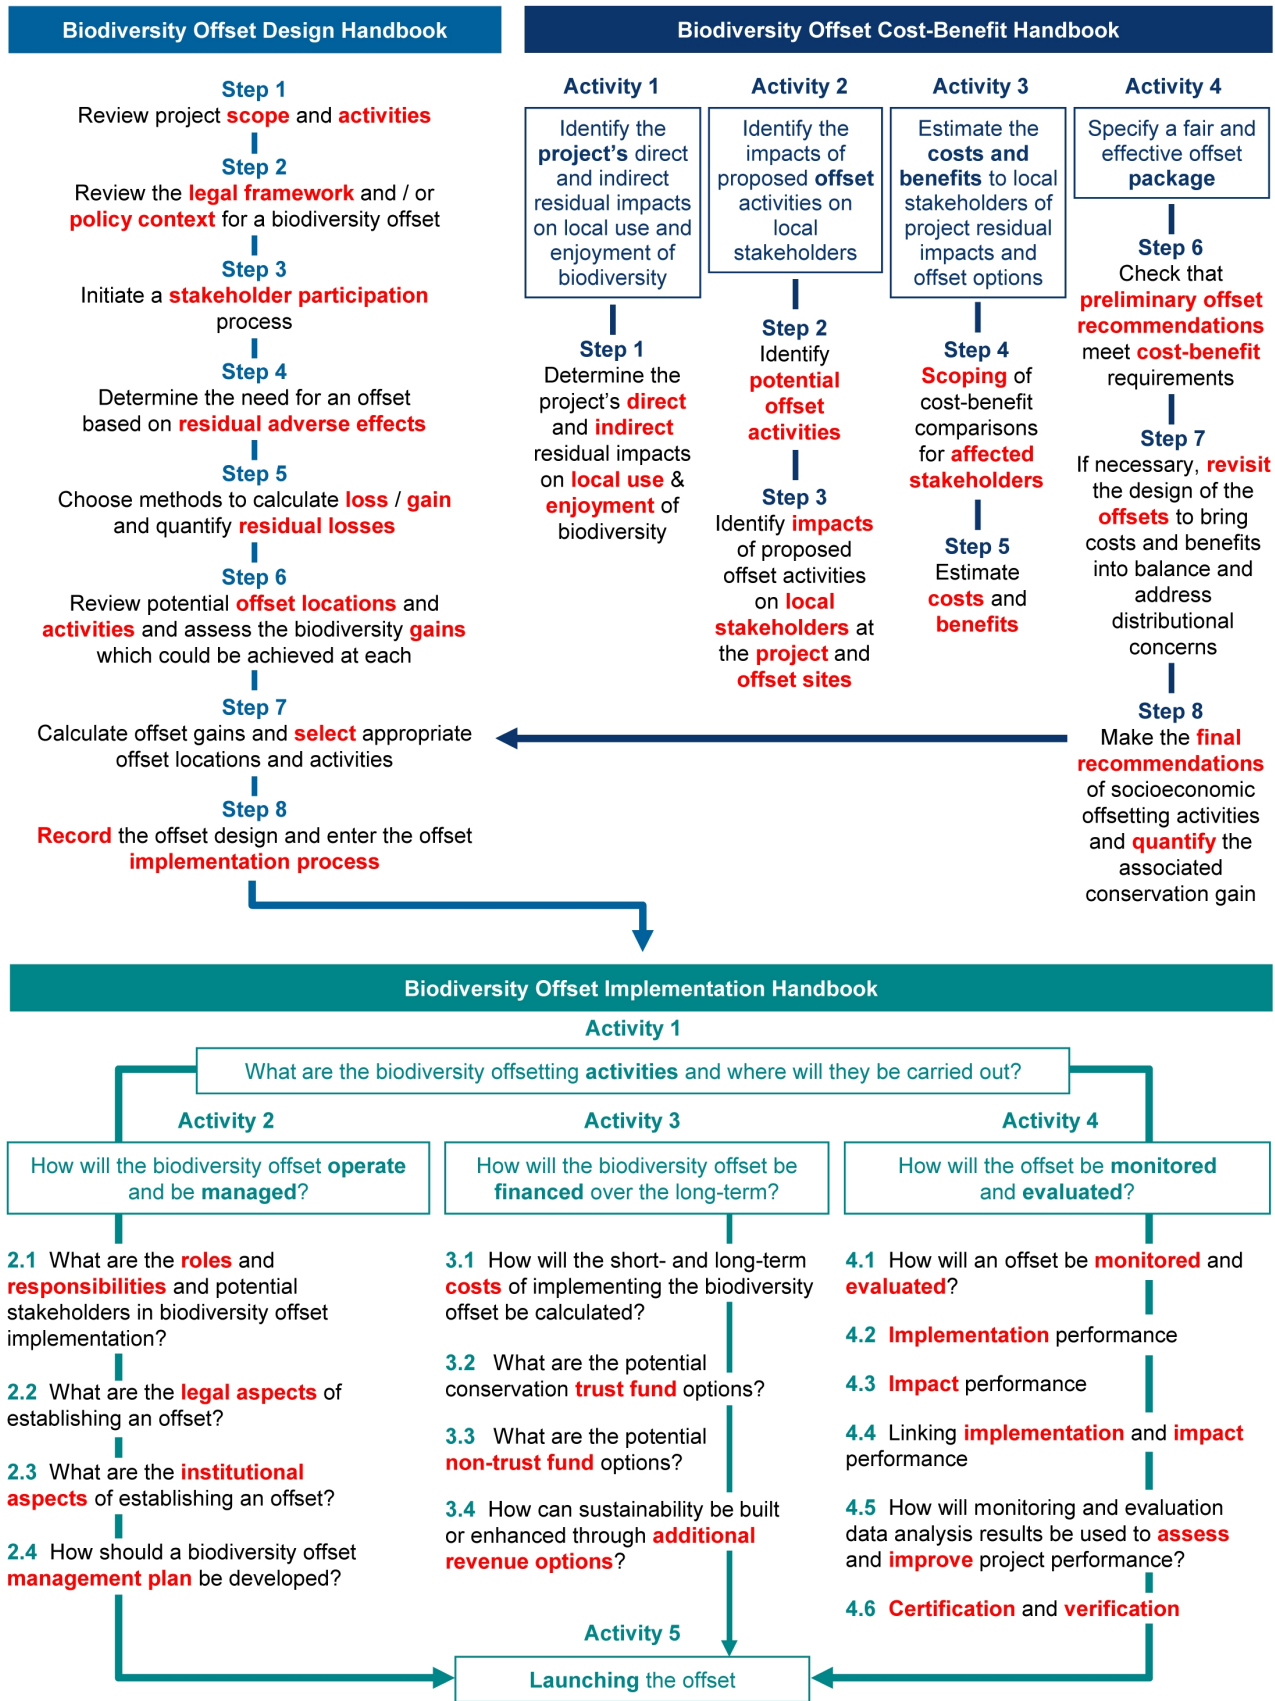 Biodiversity Offset Design Handbook
Step 1
Review project scope and activities
Step 2
Review the legal framework and / or
policy context for a biodiversity offset
Step 3
Initiate a stakeholder participation
process
Step 4
Determine the need for an offset
based on residual adverse effects
Step 5
Choose methods to calculate loss / gain
and quantify residual losses
Step 6
Review potential offset locations and
activities and assess the biodiversity gains
which could be achieved at each
Step 7
Calculate offset gains and select appropriate
offset locations and activities
Step 8
Record the offset design and enter the offset
implementation process
Biodiversity Offset Cost-Benefit Handbook
Activity 1
Identify the
project's direct
and indirect
residual impacts
on local use and
enjoyment of
biodiversity
Step 1
Determine the
project's direct
and indirect
residual impacts
on local use &
enjoyment of
biodiversity
Activity 2
Identify the
impacts of
proposed offset
activities on
local
stakeholders
Step 2
Identify
potential
offset
activities
Step 3
Identify impacts
of proposed
offset activities
on local
stakeholders at
the project and
offset sites
Activity 3
Estimate the
costs and
benefits to local
stakeholders of
project residual
impacts and
offset options
Step 4
Scoping of
cost-benefit
comparisons
for affected
stakeholders
Step 5
Estimate
costs and
benefits
Activity 4
Specify a fair and
effective offset
package
Step 6
Check that
preliminary offset
recommendations
meet cost-benefit
requirements
Step 7
If necessary, revisit
the design of the
offsets to bring
costs and benefits
into balance and
address
distributional
concerns
Step 8
Make the final
recommendations
of socioeconomic
offsetting activities
and quantify the
associated
conservation gain
Biodiversity Offset Implementation Handbook
Activity 1
What are the biodiversity offsetting activities and where will they be carried out?
Activity 2
How will the biodiversity offset operate
and be managed?
2.1 What are the roles and
responsibilities and potential
stakeholders in biodiversity offset
implementation?
2.2 What are the legal aspects of
establishing an offset?
2.3 What are the institutional
aspects of establishing an offset?
2.4 How should a biodiversity offset
management plan be developed?
Activity 3
How will the biodiversity offset be
financed over the long-term?
3.1 How will the short- and long-term
costs of implementing the biodiversity
offset be calculated?
3.2 What are the potential
conservation trust fund options?
3.3 What are the potential
non-trust fund options?
3.4 How can sustainability be built
or enhanced through additional
revenue options?
Activity 4
How will the offset be monitored
and evaluated?
4.1 How will an offset be monitored and
evaluated?
4.2 Implementation performance
4.3 Impact performance
4.4 Linking implementation and impact
performance
4.5 How will monitoring and evaluation
data analysis results be used to assess
and improve project performance?
4.6 Certification and verification
Activity 5
Launching the offset